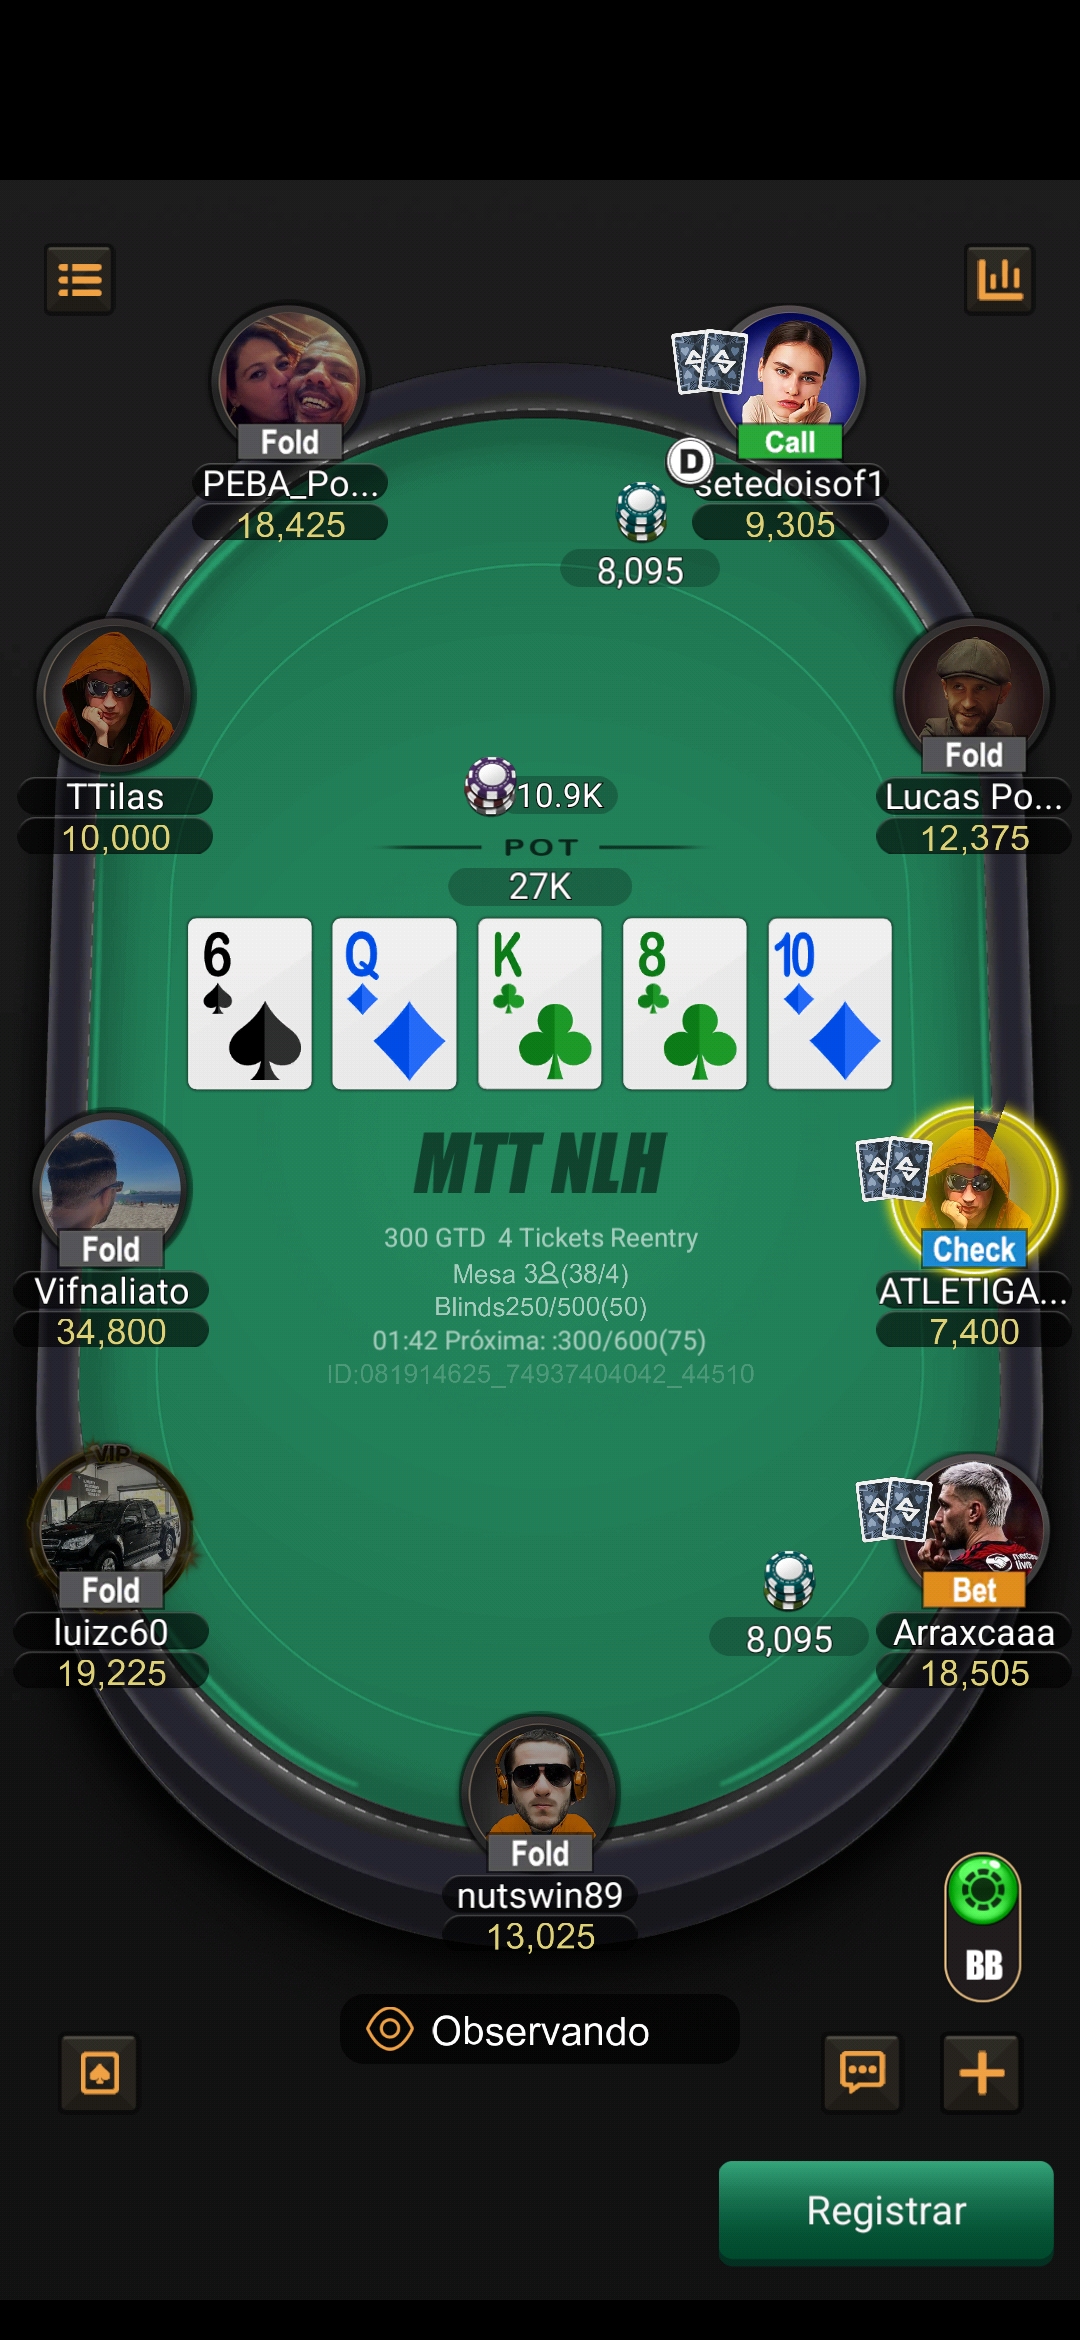 Fold
PEBA_Po...
18,425
Call
D
setedoisof1
9,305
8,095
TTilas
10,000
Fold
Lucas Po...
12,375
10.9K
POT
27K
6
Q
K
8
10
MTT NLH
300 GTD 4 Tickets Reentry
Mesa 3(38/4)
Blinds250/500(50)
01:42 Próxima: :300/600(75)
ID:081914625_74937404042_44510
Fold
Vifnaliato
34,800
Check
ATLETIGA...
7,400
VIP
Fold
luizc60
19,225
Bet
Arraxcaaa
18,505
8,095
Fold
nutswin89
13,025
BB
Observando
Registrar